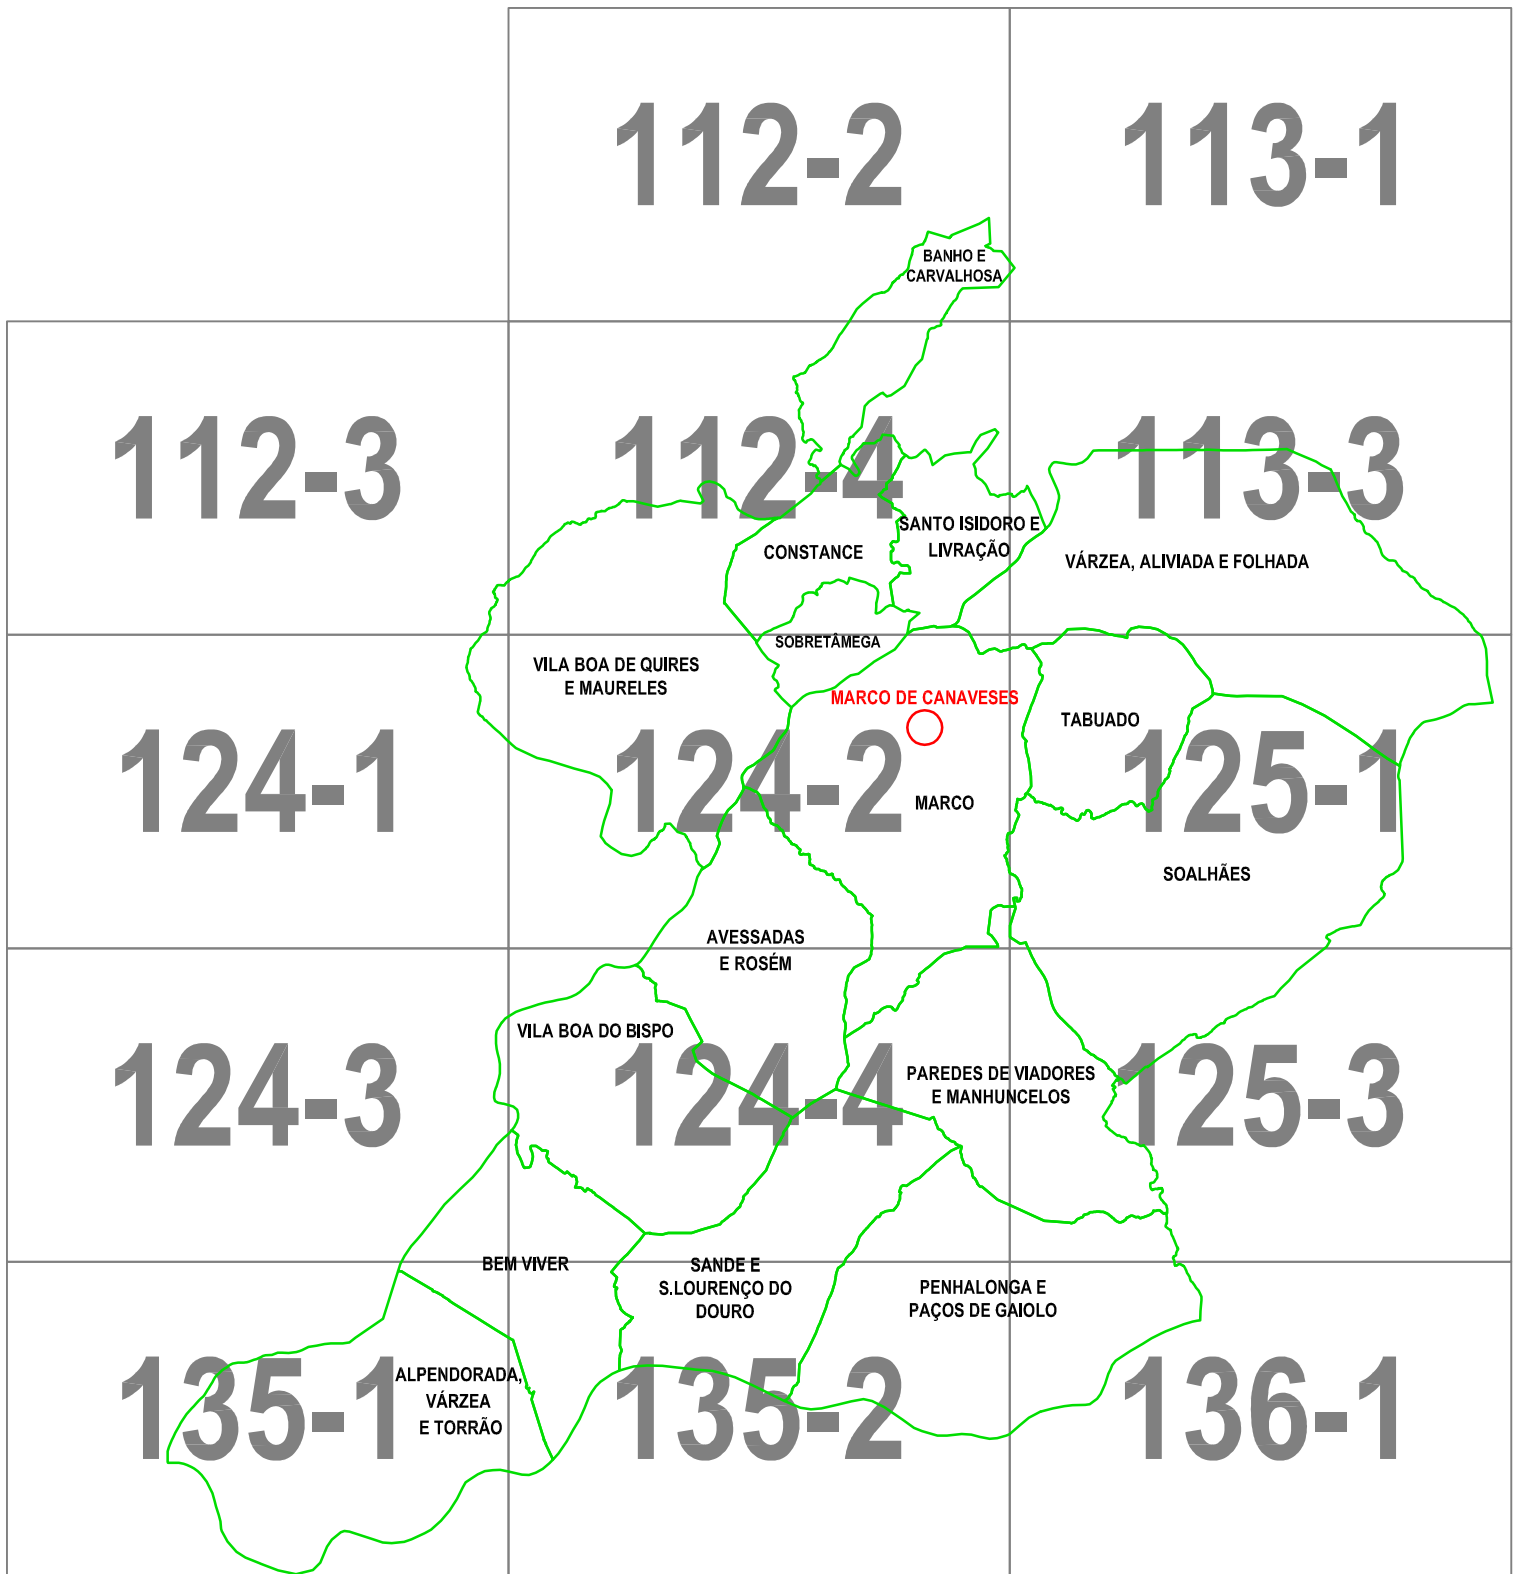 112-2
113-1
BANHO E
CARVALHOSA
112-3
112-4
113-3
SANTO ISIDORO E
LIVRAÇÃO
CONSTANCE
VÁRZEA, ALIVIADA E FOLHADA
SOBRETÂMEGA
VILA BOA DE QUIRES
E MAURELES
MARCO DE CANAVESES
TABUADO
124-1
124-2
125-1
MARCO
SOALHÃES
AVESSADAS
E ROSÉM
VILA BOA DO BISPO
124-3
124-4
125-3
PAREDES DE VIADORES
E MANHUNCELOS
BEM VIVER
SANDE E
S.LOURENÇO DO
DOURO
PENHALONGA E
PAÇOS DE GAIOLO
135-1
135-2
136-1
ALPENDORADA,
VÁRZEA
E TORRÃO